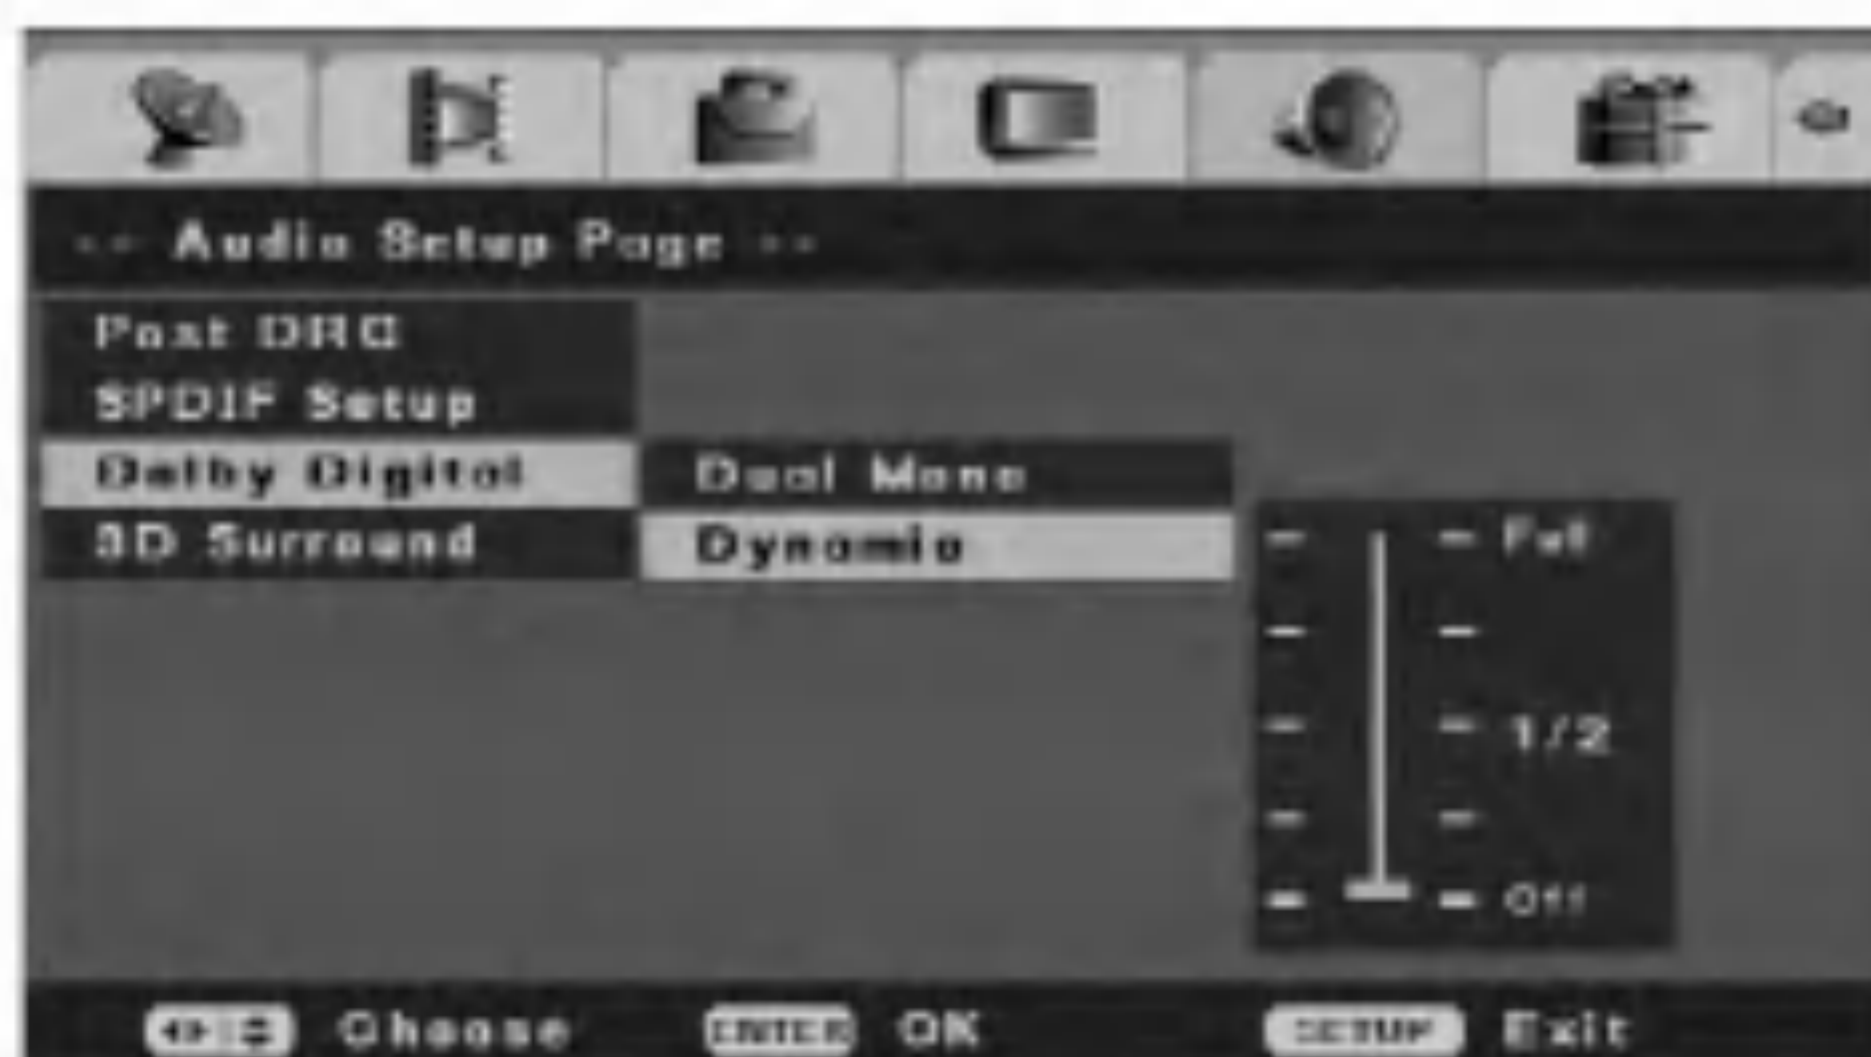 -- Audio Setup Page --
Post DRC
SPDIF Setup
Dolby Digital
Dual Mono
3D Surround
Dynamic
Full
1/2
Off
Choose
ENTER OK
SETUP Exit